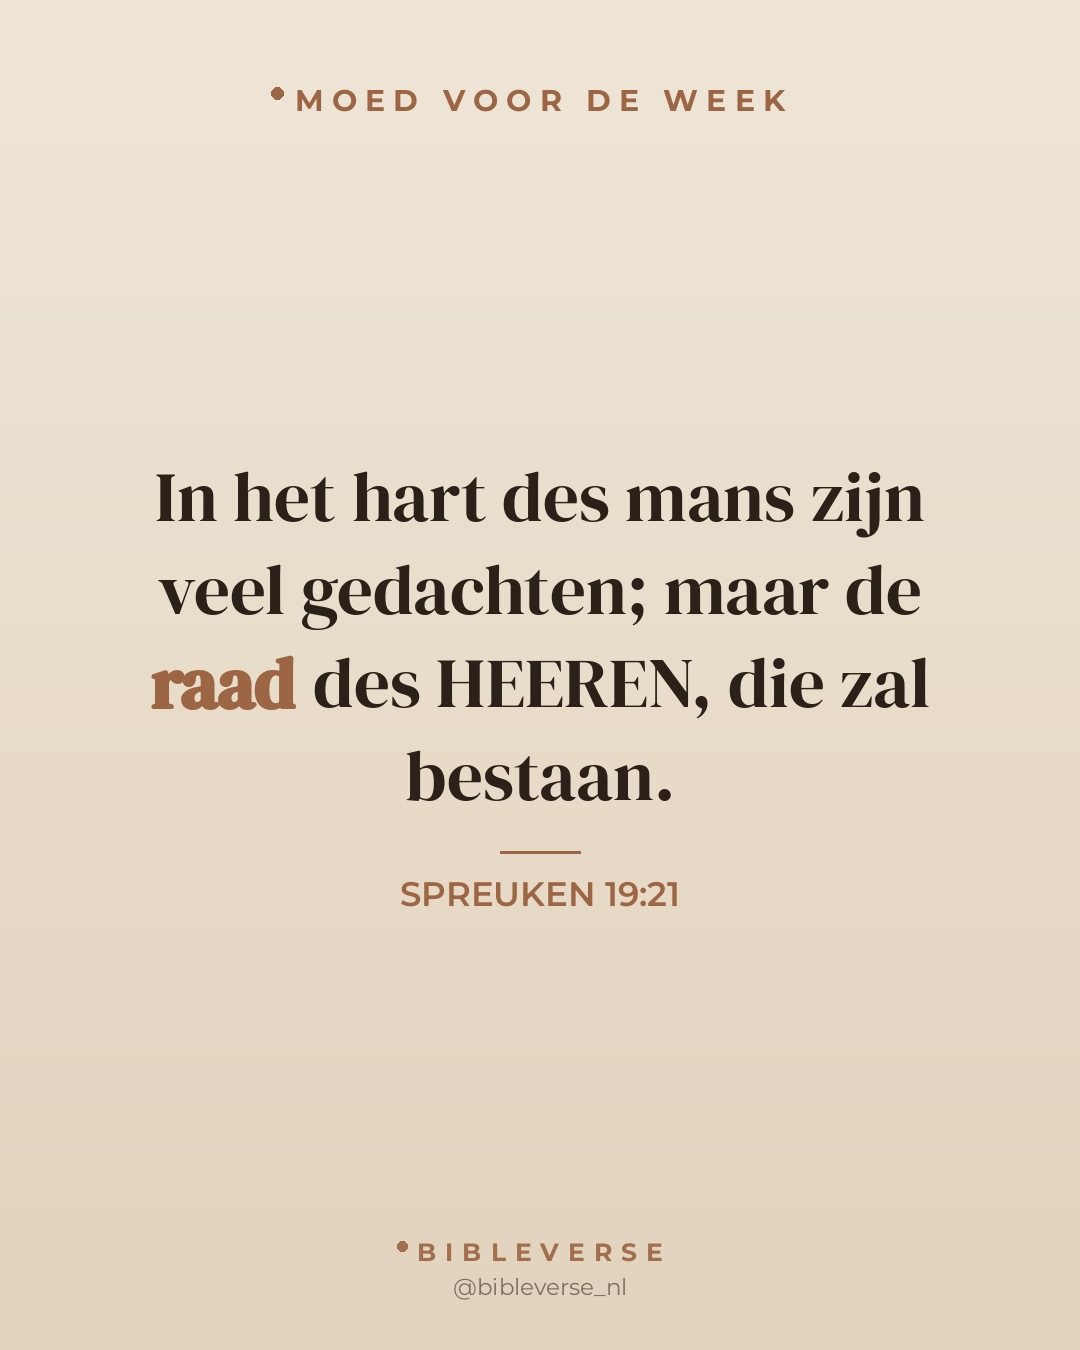 MOED VOOR DE WEEK
In het hart des mans zijn
veel gedachten; maar de
raad des HEEREN, die zal
bestaan.
SPREUKEN 19:21
BIBLEVERSE
@bibleverse_nl